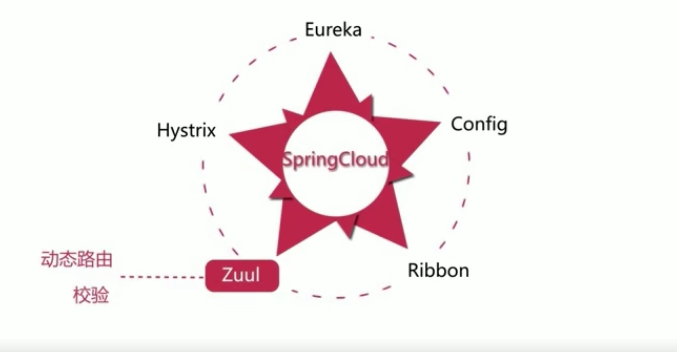 Eureka
Hystrix
Config
SpringCloud
动态路由
校验
Zuul
Ribbon